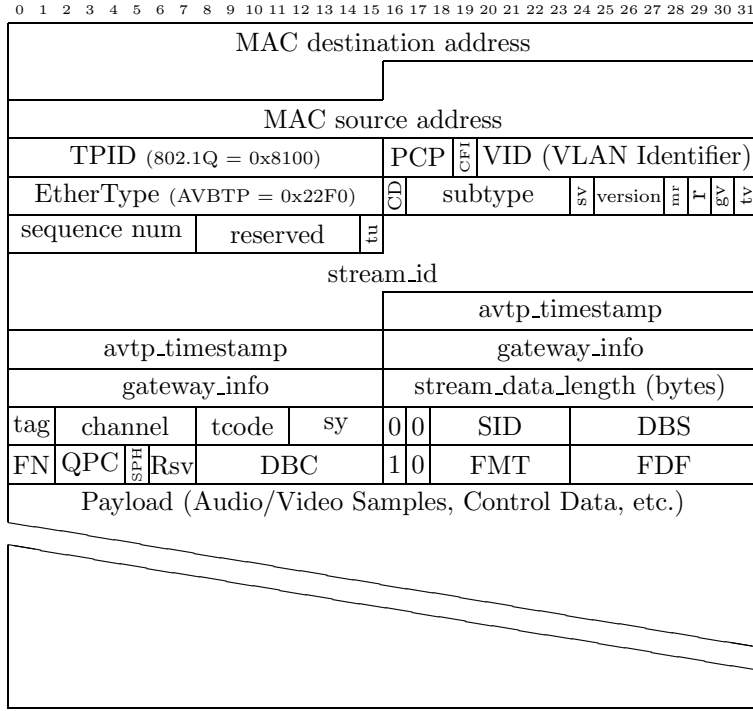 0 1 2 3 4 5 6 7 8 9 10 11 12 13 14 15 16 17 18 19 20 21 22 23 24 25 26 27 28 29 30 31
MAC destination address
MAC source address
TPID (802.1Q = 0x8100) PCP CFI VID (VLAN Identifier)
EtherType (AVBTP = 0x22F0) CD subtype sv version mr r gv tv
sequence num reserved tu
stream_id
avtp_timestamp
avtp_timestamp gateway_info
gateway_info stream_data_length (bytes)
tag channel tcode sy 0 0 SID DBS
FN QPC SPH Rsv DBC 1 0 FMT FDF
Payload (Audio/Video Samples, Control Data, etc.)